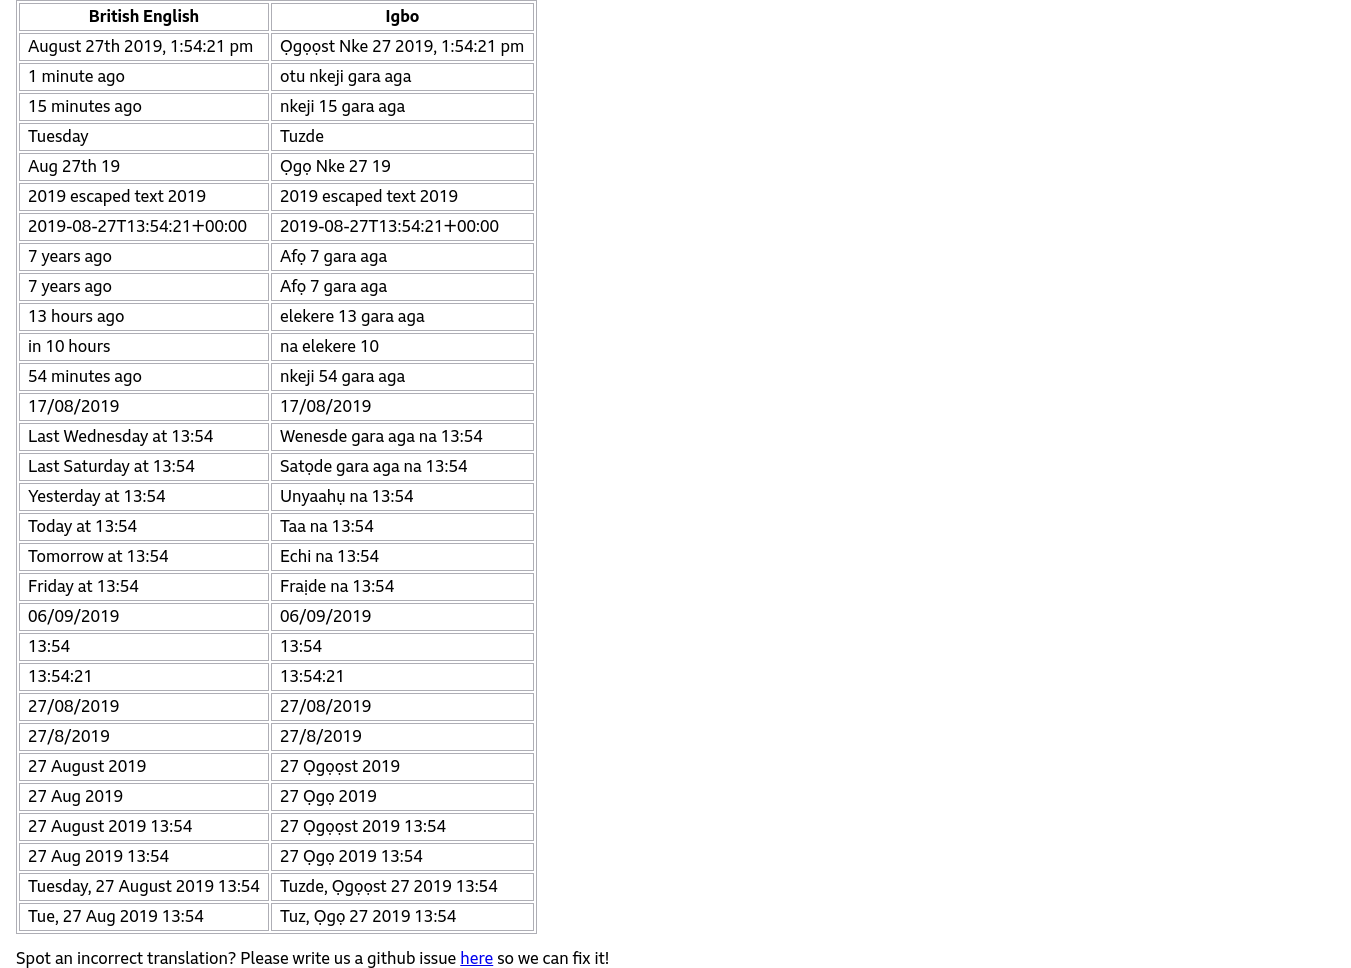 British English Igbo
August 27th 2019, 1:54:21 pm Ọgọọst Nke 27 2019, 1:54:21 pm
1 minute ago otu nkeji gara aga
15 minutes ago nkeji 15 gara aga
Tuesday Tuzde
Aug 27th 19 Ọgọ Nke 27 19
2019 escaped text 2019 2019 escaped text 2019
2019-08-27T13:54:21+00:00 2019-08-27T13:54:21+00:00
7 years ago Afọ 7 gara aga
7 years ago Afọ 7 gara aga
13 hours ago elekere 13 gara aga
in 10 hours na elekere 10
54 minutes ago nkeji 54 gara aga
17/08/2019 17/08/2019
Last Wednesday at 13:54 Wenesde gara aga na 13:54
Last Saturday at 13:54 Satọde gara aga na 13:54
Yesterday at 13:54 Unyaahụ na 13:54
Today at 13:54 Taa na 13:54
Tomorrow at 13:54 Echi na 13:54
Friday at 13:54 Fraịde na 13:54
06/09/2019 06/09/2019
13:54 13:54
13:54:21 13:54:21
27/08/2019 27/08/2019
27/8/2019 27/8/2019
27 August 2019 27 Ọgọọst 2019
27 Aug 2019 27 Ọgọ 2019
27 August 2019 13:54 27 Ọgọọst 2019 13:54
27 Aug 2019 13:54 27 Ọgọ 2019 13:54
Tuesday, 27 August 2019 13:54 Tuzde, Ọgọọst 27 2019 13:54
Tue, 27 Aug 2019 13:54 Tuz, Ọgọ 27 2019 13:54
Spot an incorrect translation? Please write us a github issue here so we can fix it!